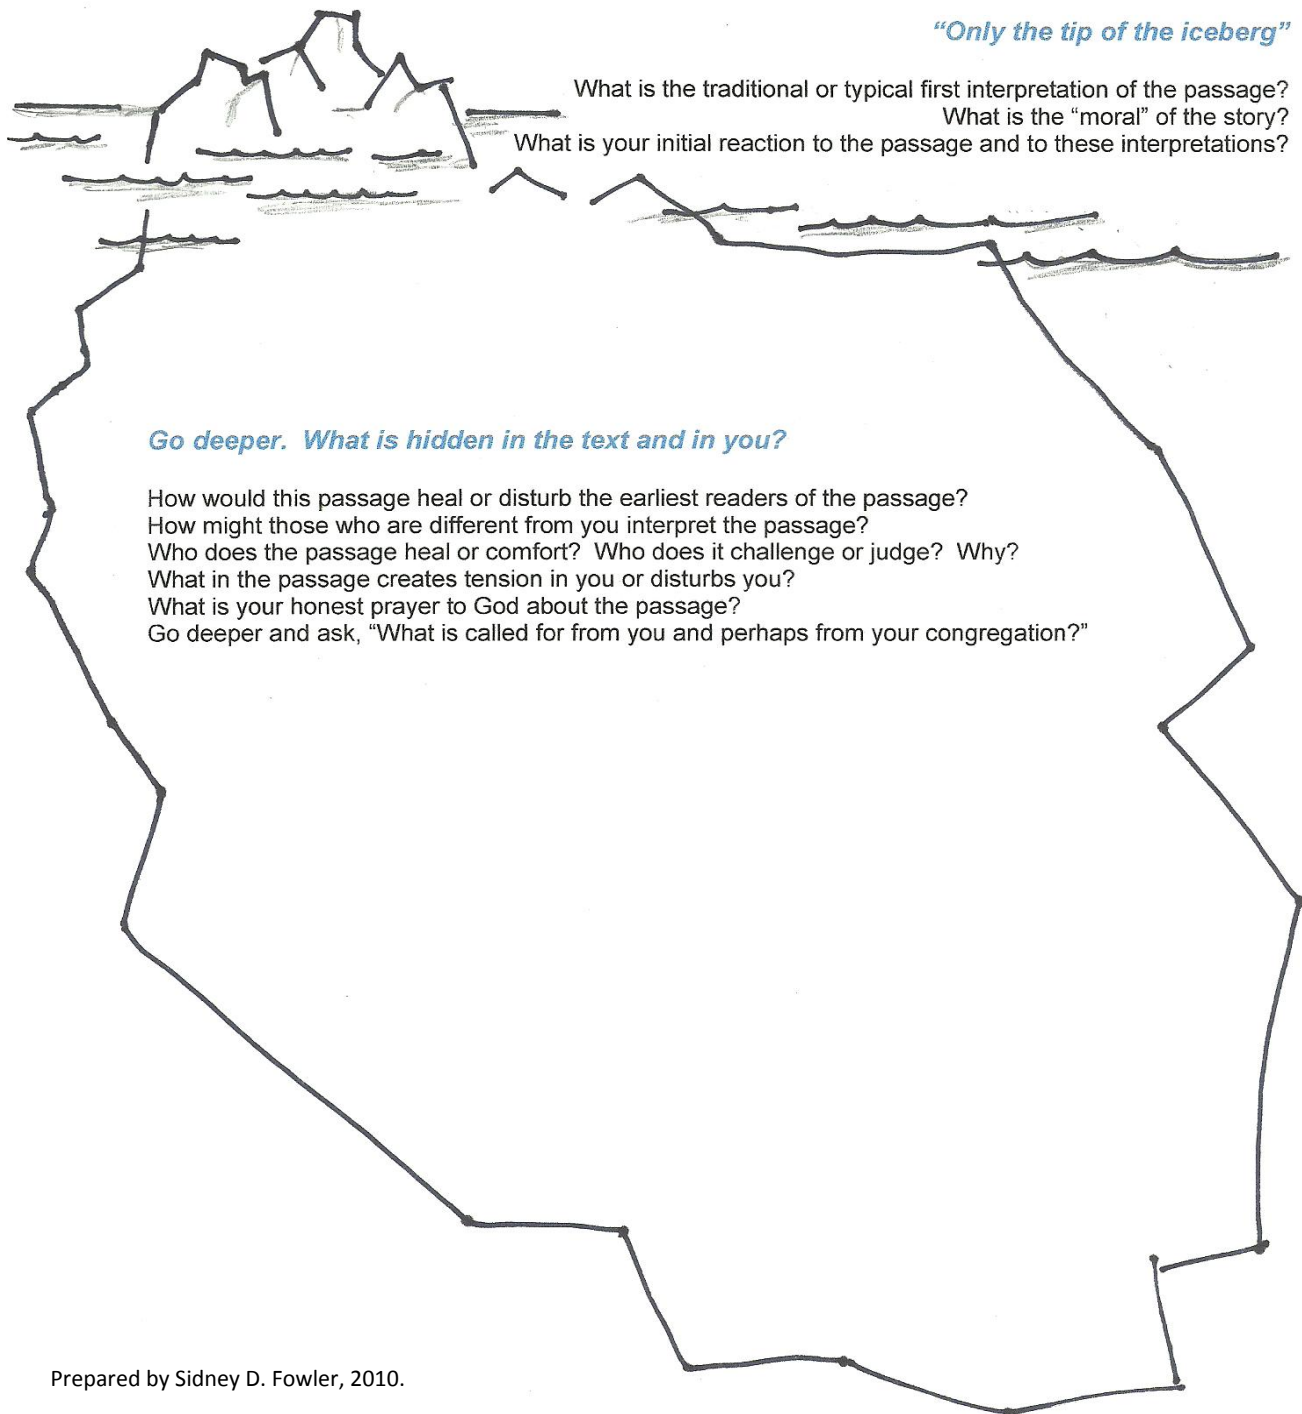 “Only the tip of the iceberg”
What is the traditional or typical first interpretation of the passage?
What is the “moral” of the story?
What is your initial reaction to the passage and to these interpretations?
Go deeper.  What is hidden in the text and in you?
How would this passage heal or disturb the earliest readers of the passage?
How might those who are different from you interpret the passage?
Who does the passage heal or comfort?  Who does it challenge or judge?  Why?
What in the passage creates tension in you or disturbs you?
What is your honest prayer to God about the passage?
Go deeper and ask, “What is called for from you and perhaps from your congregation?”
Prepared by Sidney D. Fowler, 2010.